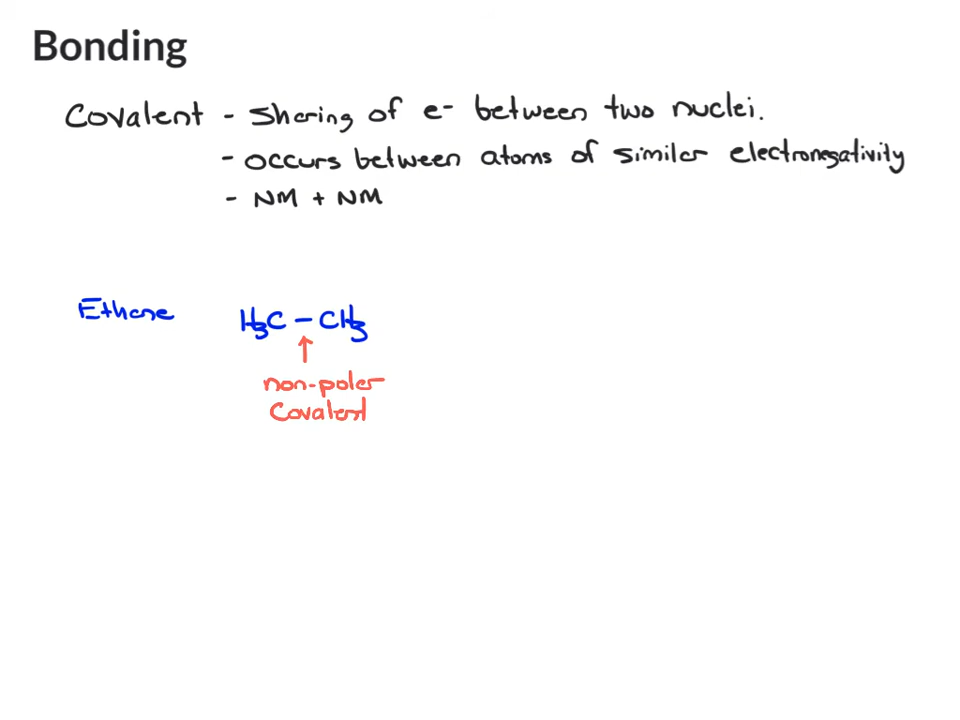 Bonding
Covalent - Sharing of e- between two nuclei.
- occurs between atoms of similar electronegativity
- NM + NM
Ethane H₃C - CH₃
↑
non-polar
Covalent